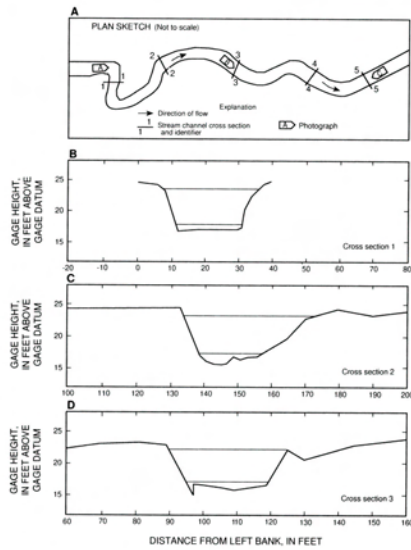 A
PLAN SKETCH (Not to scale)
A
1 1
2
2
B
3
3
4
4
C
5
5
Explanation
Direction of flow
1
1
Stream channel cross section
and identifier
A Photograph
B
GAGE HEIGHT,
IN FEET ABOVE
GAGE DATUM
25
20
15
Cross section 1
-20 -10 0 10 20 30 40 50 60 70 80
C
GAGE HEIGHT,
IN FEET ABOVE
GAGE DATUM
25
20
15
Cross section 2
100 110 120 130 140 150 160 170 180 190 200
D
GAGE HEIGHT,
IN FEET ABOVE
GAGE DATUM
25
20
15
Cross section 3
60 70 80 90 100 110 120 130 140 150 160
DISTANCE FROM LEFT BANK, IN FEET